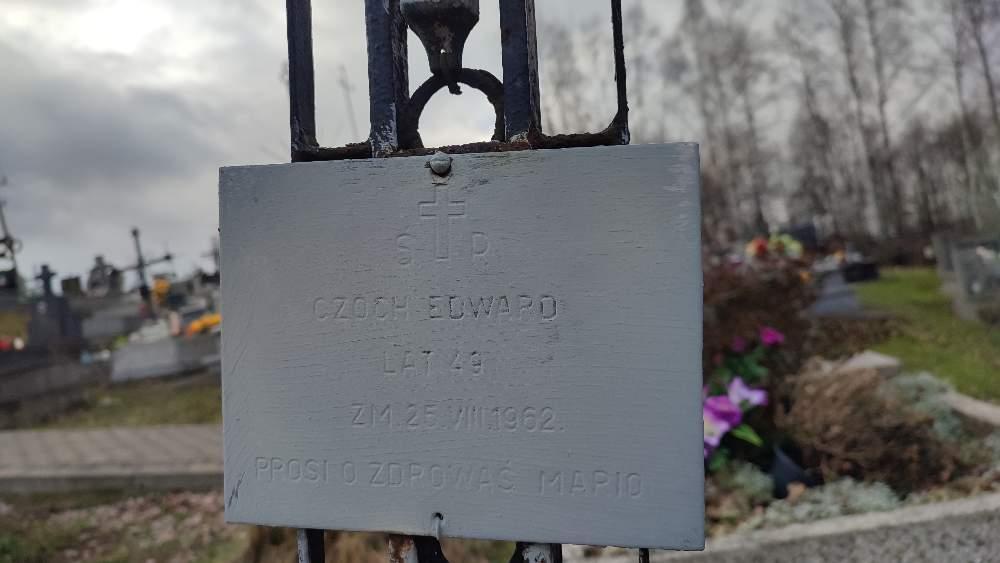 Ś P
CZOCH EDWARD
LAT 49
ZM. 25.VIII.1962.
PROSI O ZDROWAŚ MARIO